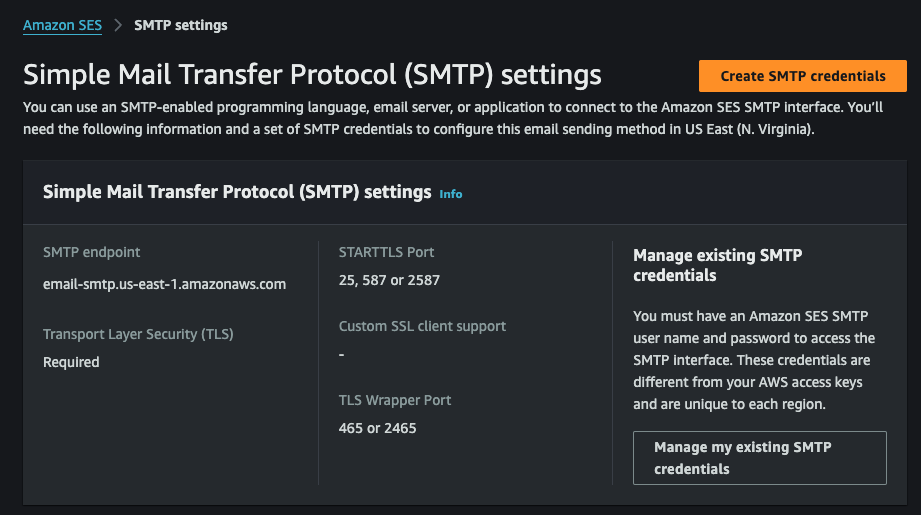 Amazon SES > SMTP settings
Simple Mail Transfer Protocol (SMTP) settings
Create SMTP credentials
You can use an SMTP-enabled programming language, email server, or application to connect to the Amazon SES SMTP interface. You'll
need the following information and a set of SMTP credentials to configure this email sending method in US East (N. Virginia).
Simple Mail Transfer Protocol (SMTP) settings Info
SMTP endpoint
email-smtp.us-east-1.amazonaws.com
Transport Layer Security (TLS)
Required
STARTTLS Port
25, 587 or 2587
Custom SSL client support
-
TLS Wrapper Port
465 or 2465
Manage existing SMTP
credentials
You must have an Amazon SES SMTP
user name and password to access the
SMTP interface. These credentials are
different from your AWS access keys
and are unique to each region.
Manage my existing SMTP
credentials